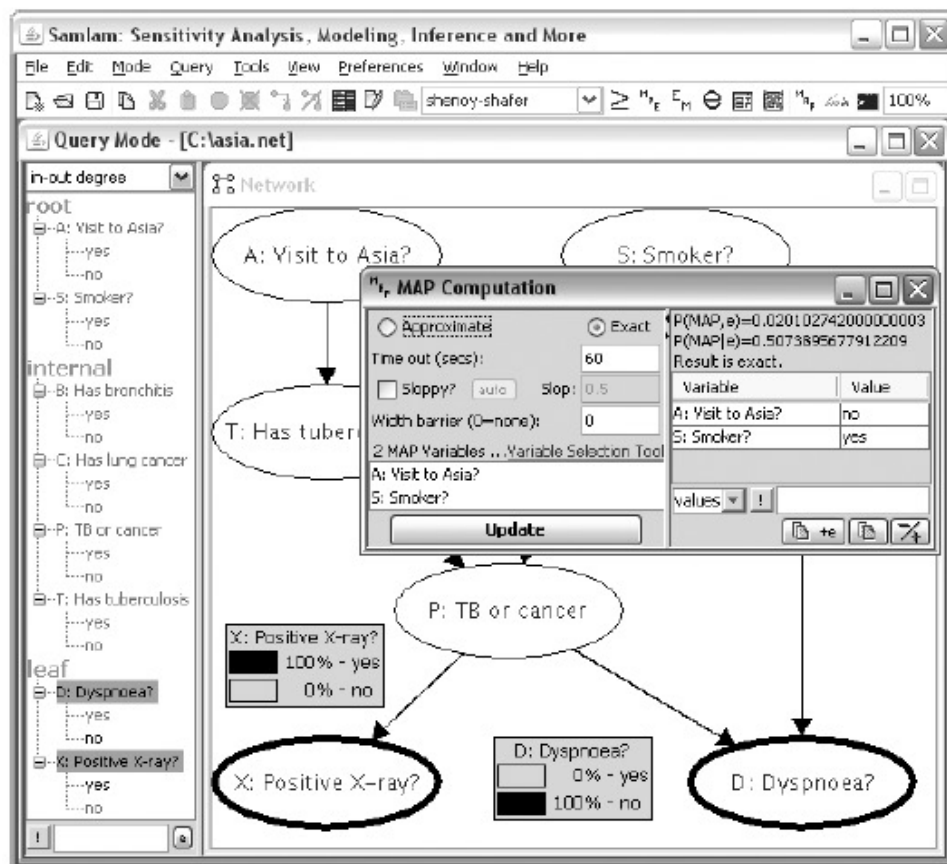 Samlam: Sensitivity Analysis, Modeling, Inference and More
File Edit Mode Query Tools View Preferences Window Help
shenoy-shafer
100%
Query Mode - [C:\asia.net]
in-out degree
root
A: Visit to Asia?
yes
no
S: Smoker?
yes
no
internal
B: Has bronchitis
yes
no
C: Has lung cancer
yes
no
P: TB or cancer
yes
no
T: Has tuberculosis
yes
no
leaf
D: Dyspnoea?
yes
no
X: Positive X-ray?
yes
no
!
Network
A: Visit to Asia?
S: Smoker?
T: Has tuberc
MAP Computation
Approximate Exact
Time out (secs): 60
Sloppy? auto Slop: 0.5
Width barrier (0=none): 0
2 MAP Variables ...Variable Selection Tool
A: Visit to Asia?
S: Smoker?
Update
P(MAP,e)=0.020102742000000003
P(MAP|e)=0.5073895677912209
Result is exact.
Variable Value
A: Visit to Asia? no
S: Smoker? yes
values !
+e
P: TB or cancer
X: Positive X-ray?
100% - yes
0% - no
X: Positive X-ray?
D: Dyspnoea?
0% - yes
100% - no
D: Dyspnoea?